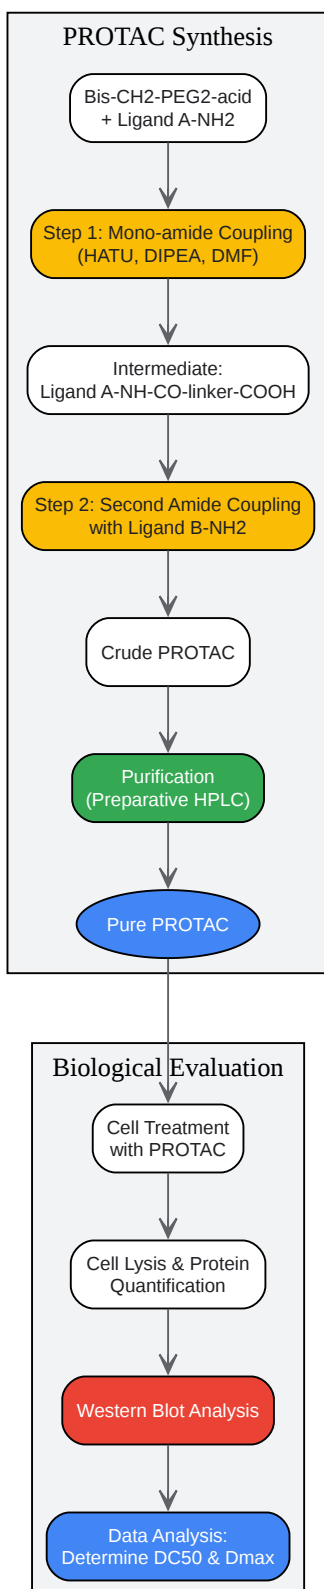 PROTAC Synthesis
Bis-CH2-PEG2-acid
+ Ligand A-NH2
Step 1: Mono-amide Coupling
(HATU, DIPEA, DMF)
Intermediate:
Ligand A-NH-CO-linker-COOH
Step 2: Second Amide Coupling
with Ligand B-NH2
Crude PROTAC
Purification
(Preparative HPLC)
Pure PROTAC
Biological Evaluation
Cell Treatment
with PROTAC
Cell Lysis & Protein
Quantification
Western Blot Analysis
Data Analysis:
Determine DC50 & Dmax